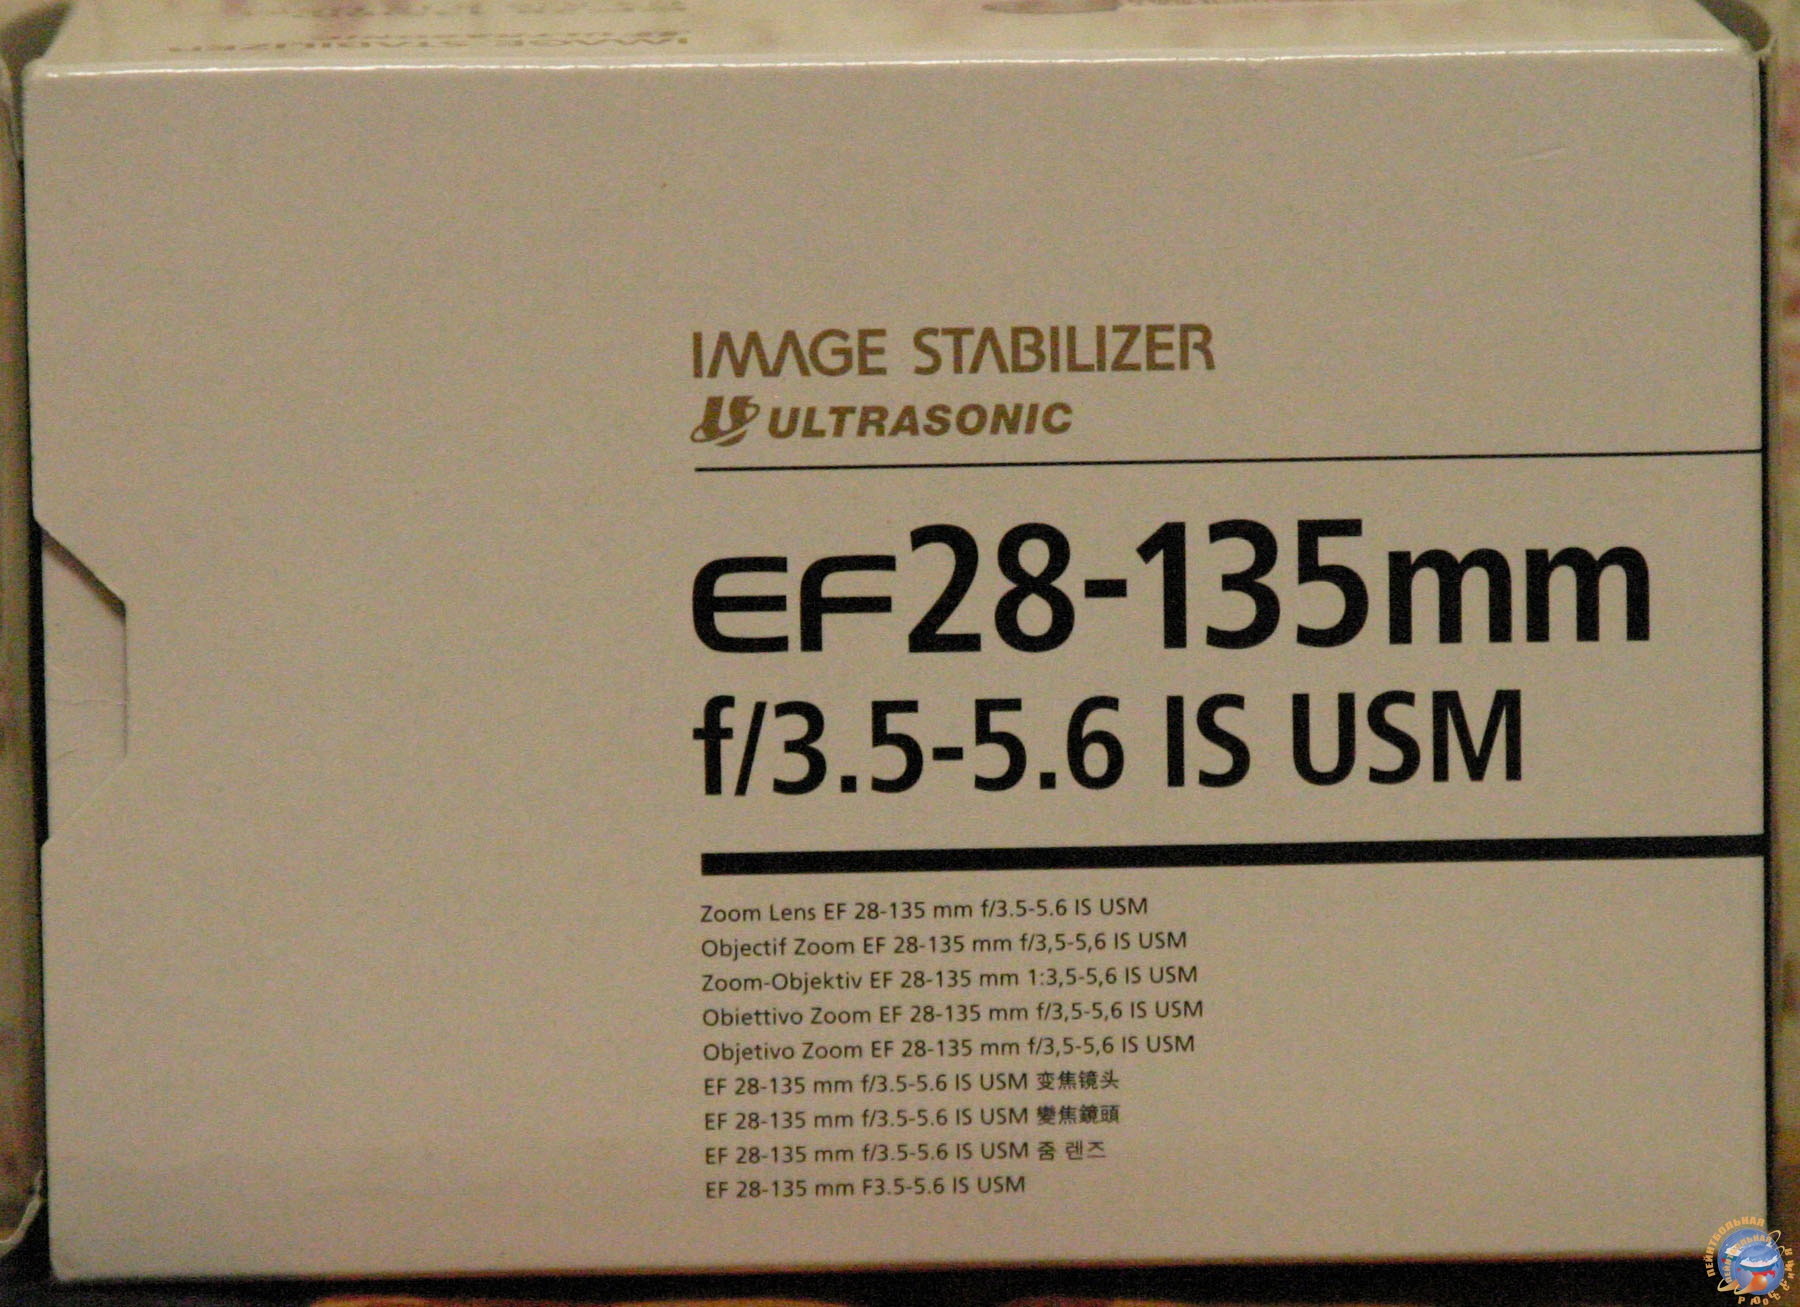 IMAGE STABILIZER
IMAGE STABILIZER
ULTRASONIC
EF28-135mm
f/3.5-5.6 IS USM
Zoom Lens EF 28-135 mm f/3.5-5.6 IS USM
Objectif Zoom EF 28-135 mm f/3,5-5,6 IS USM
Zoom-Objektiv EF 28-135 mm 1:3,5-5,6 IS USM
Obiettivo Zoom EF 28-135 mm f/3,5-5,6 IS USM
Objetivo Zoom EF 28-135 mm f/3,5-5,6 IS USM
EF 28-135 mm f/3.5-5.6 IS USM 变焦镜头
EF 28-135 mm f/3.5-5.6 IS USM 變焦鏡頭
EF 28-135 mm f/3.5-5.6 IS USM 줌 렌즈
EF 28-135 mm F3.5-5.6 IS USM
ПЕЙНТБОЛЬНАЯ